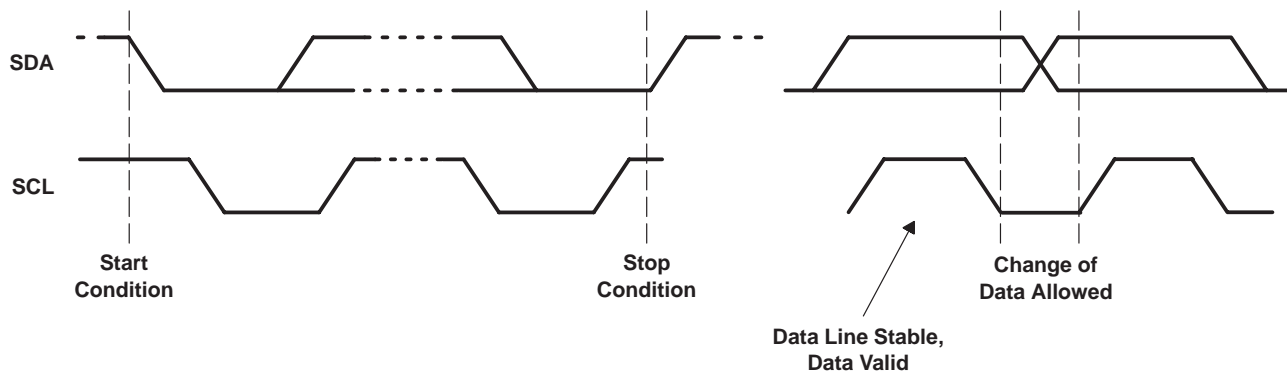 SDA
SCL
Start
Condition
Stop
Condition
Change of
Data Allowed
Data Line Stable,
Data Valid